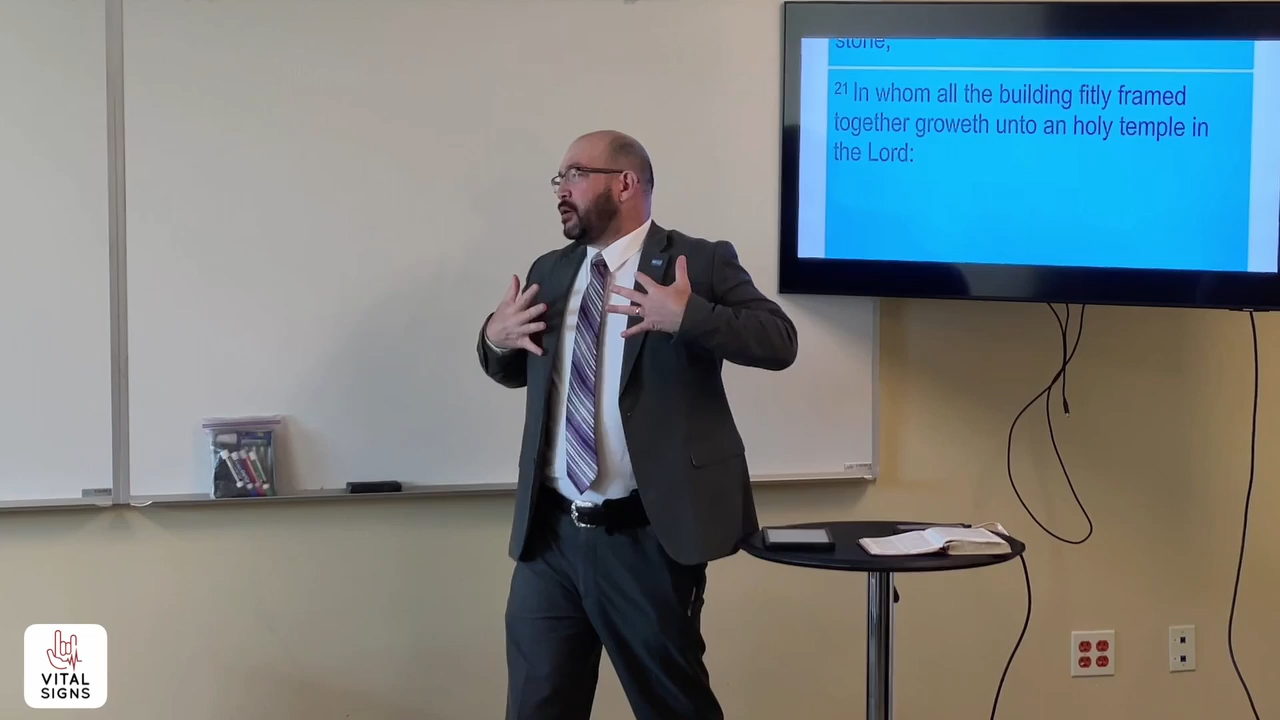 stone,
21 In whom all the building fitly framed
together groweth unto an holy temple in
the Lord:
VITAL
SIGNS